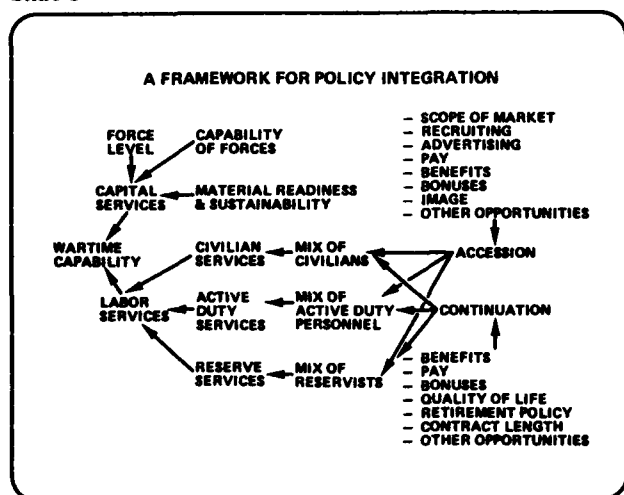 A FRAMEWORK FOR POLICY INTEGRATION
FORCE
LEVEL
CAPABILITY
OF FORCES
CAPITAL
SERVICES
MATERIAL READINESS
& SUSTAINABILITY
WARTIME
CAPABILITY
LABOR
SERVICES
CIVILIAN
SERVICES
MIX OF
CIVILIANS
ACTIVE
DUTY
SERVICES
MIX OF
ACTIVE DUTY
PERSONNEL
RESERVE
SERVICES
MIX OF
RESERVISTS
– SCOPE OF MARKET
– RECRUITING
– ADVERTISING
– PAY
– BENEFITS
– BONUSES
– IMAGE
– OTHER OPPORTUNITIES
ACCESSION
CONTINUATION
– BENEFITS
– PAY
– BONUSES
– QUALITY OF LIFE
– RETIREMENT POLICY
– CONTRACT LENGTH
– OTHER OPPORTUNITIES